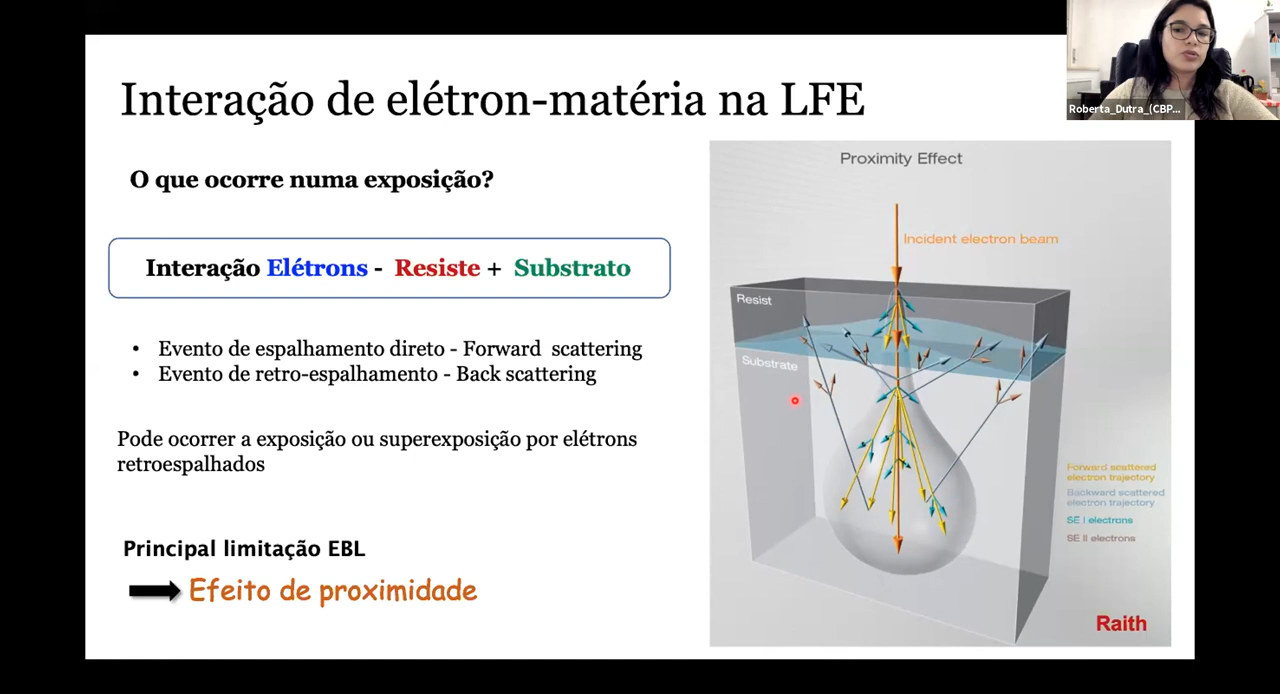 Interação de elétron-matéria na LFE
Roberta_Dutra_(CBP...
O que ocorre numa exposição?
Interação Elétrons - Resiste + Substrato
• Evento de espalhamento direto - Forward scattering
• Evento de retro-espalhamento - Back scattering
Pode ocorrer a exposição ou superexposição por elétrons
retroespalhados
Principal limitação EBL
Efeito de proximidade
Proximity Effect
Incident electron beam
Resist
Substrate
Forward scattered
electron trajectory
Backward scattered
electron trajectory
SE I electrons
SE II electrons
Raith